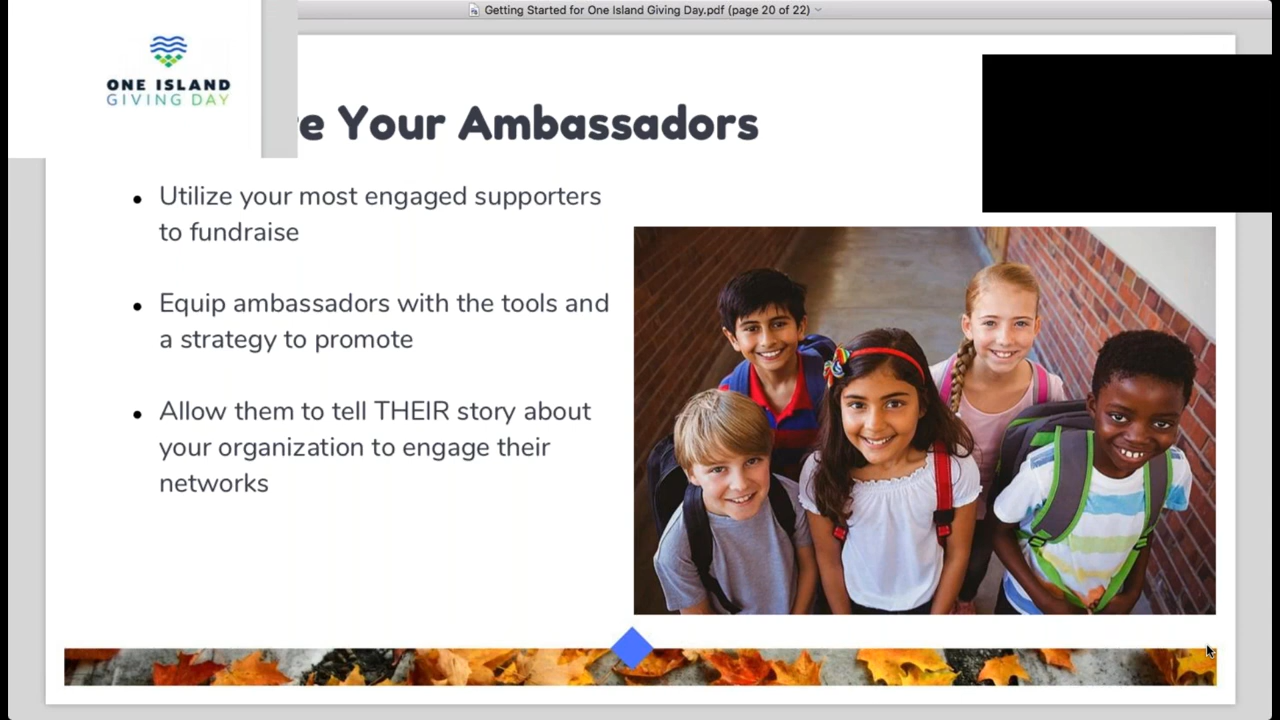 Getting Started for One Island Giving Day.pdf (page 20 of 22)
ONE ISLAND
GIVING DAY
Your Ambassadors
• Utilize your most engaged supporters
to fundraise
• Equip ambassadors with the tools and
a strategy to promote
• Allow them to tell THEIR story about
your organization to engage their
networks